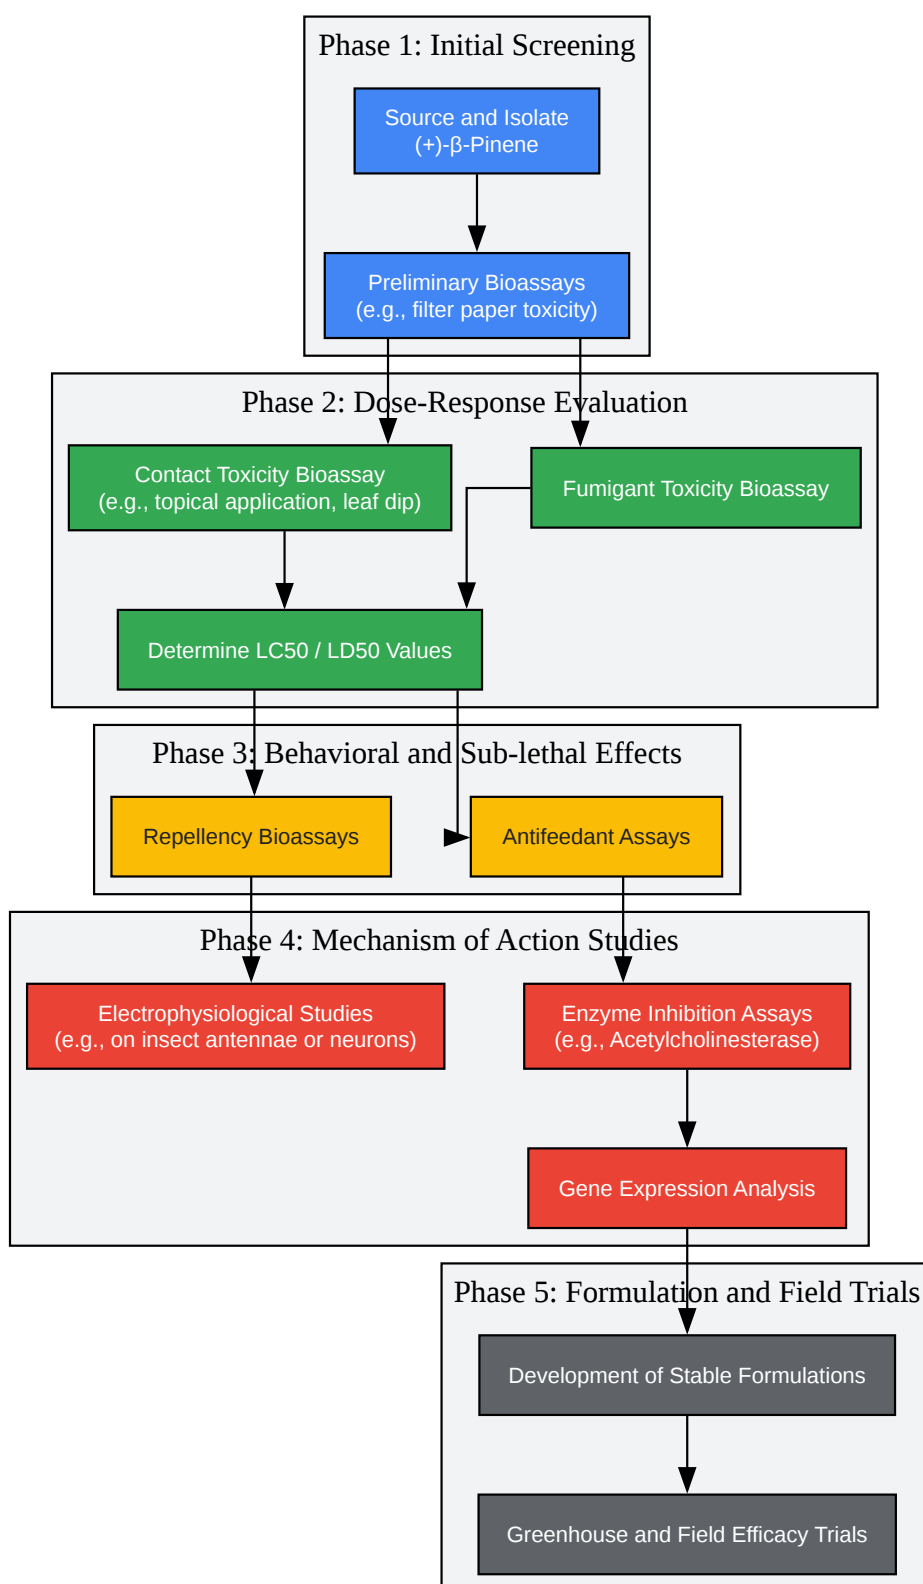 Phase 1: Initial Screening
Source and Isolate
(+)-β-Pinene
Preliminary Bioassays
(e.g., filter paper toxicity)
Phase 2: Dose-Response Evaluation
Contact Toxicity Bioassay
(e.g., topical application, leaf dip)
Fumigant Toxicity Bioassay
Determine LC50 / LD50 Values
Phase 3: Behavioral and Sub-lethal Effects
Repellency Bioassays
Antifeedant Assays
Phase 4: Mechanism of Action Studies
Electrophysiological Studies
(e.g., on insect antennae or neurons)
Enzyme Inhibition Assays
(e.g., Acetylcholinesterase)
Gene Expression Analysis
Phase 5: Formulation and Field Trials
Development of Stable Formulations
Greenhouse and Field Efficacy Trials